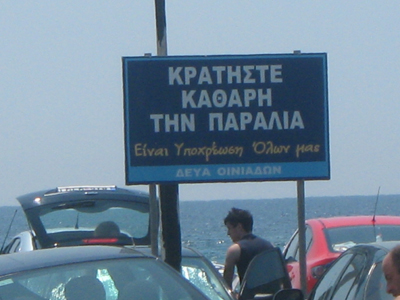 ΚΡΑΤΗΣΤΕ
ΚΑΘΑΡΗ
ΤΗΝ ΠΑΡΑΛΙΑ
Είναι Υποχρέωση Όλων μας
ΔΕΥΑ ΟΙΝΙΑΔΩΝ